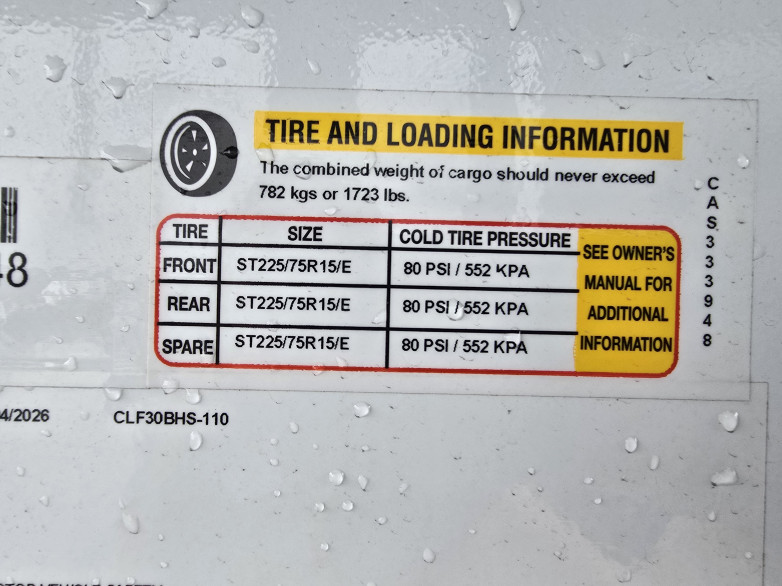 TIRE AND LOADING INFORMATION
The combined weight of cargo should never exceed
782 kgs or 1723 lbs.
TIRE SIZE COLD TIRE PRESSURE
FRONT ST225/75R15/E 80 PSI / 552 KPA
REAR ST225/75R15/E 80 PSI / 552 KPA
SPARE ST225/75R15/E 80 PSI / 552 KPA
SEE OWNER'S
MANUAL FOR
ADDITIONAL
INFORMATION
CAS333948
48
4/2026 CLF30BHS-110